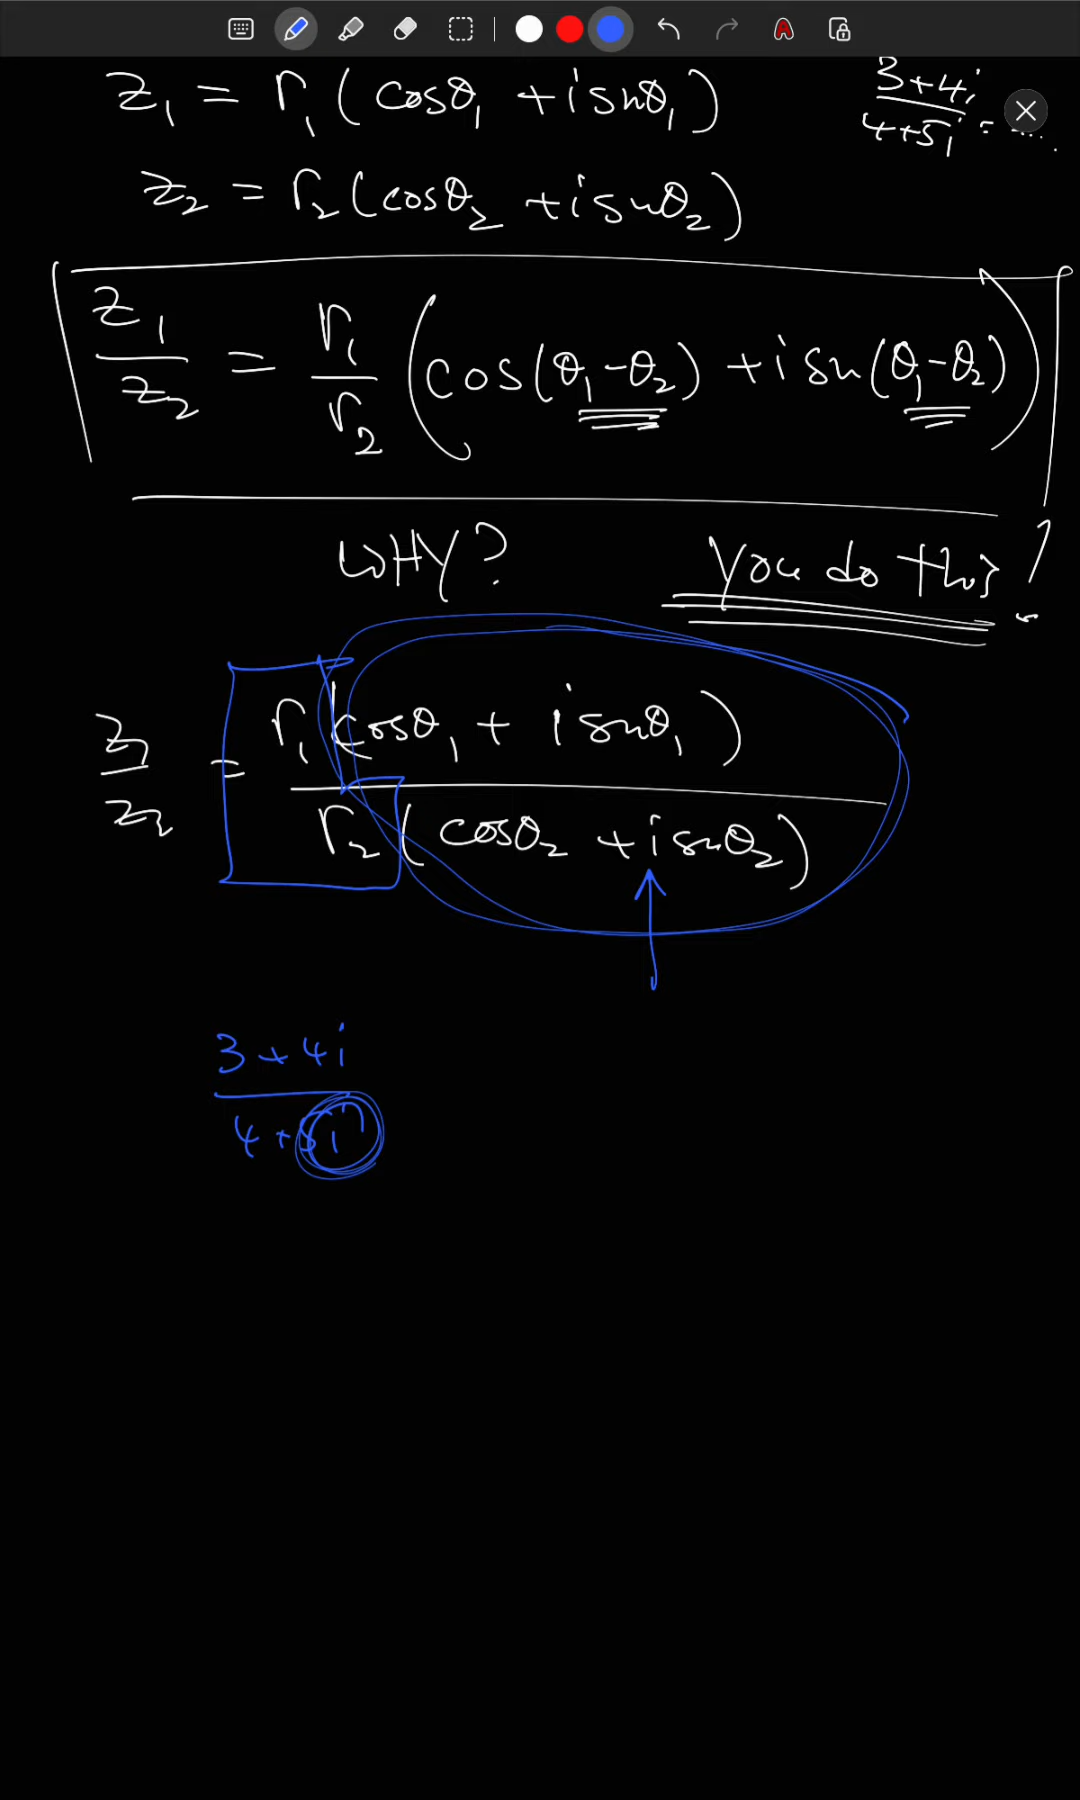 z₁ = r₁(cosθ₁ + i sinθ₁)
3+4i
4+5i = ....
z₂ = r₂(cosθ₂ + i sinθ₂)
z₁/z₂ = r₁/r₂ (cos(θ₁-θ₂) + i sin(θ₁-θ₂))
WHY? You do this!
z₁/z₂ = r₁(cosθ₁ + i sinθ₁)
r₂(cosθ₂ + i sinθ₂)
3+4i
4+5i